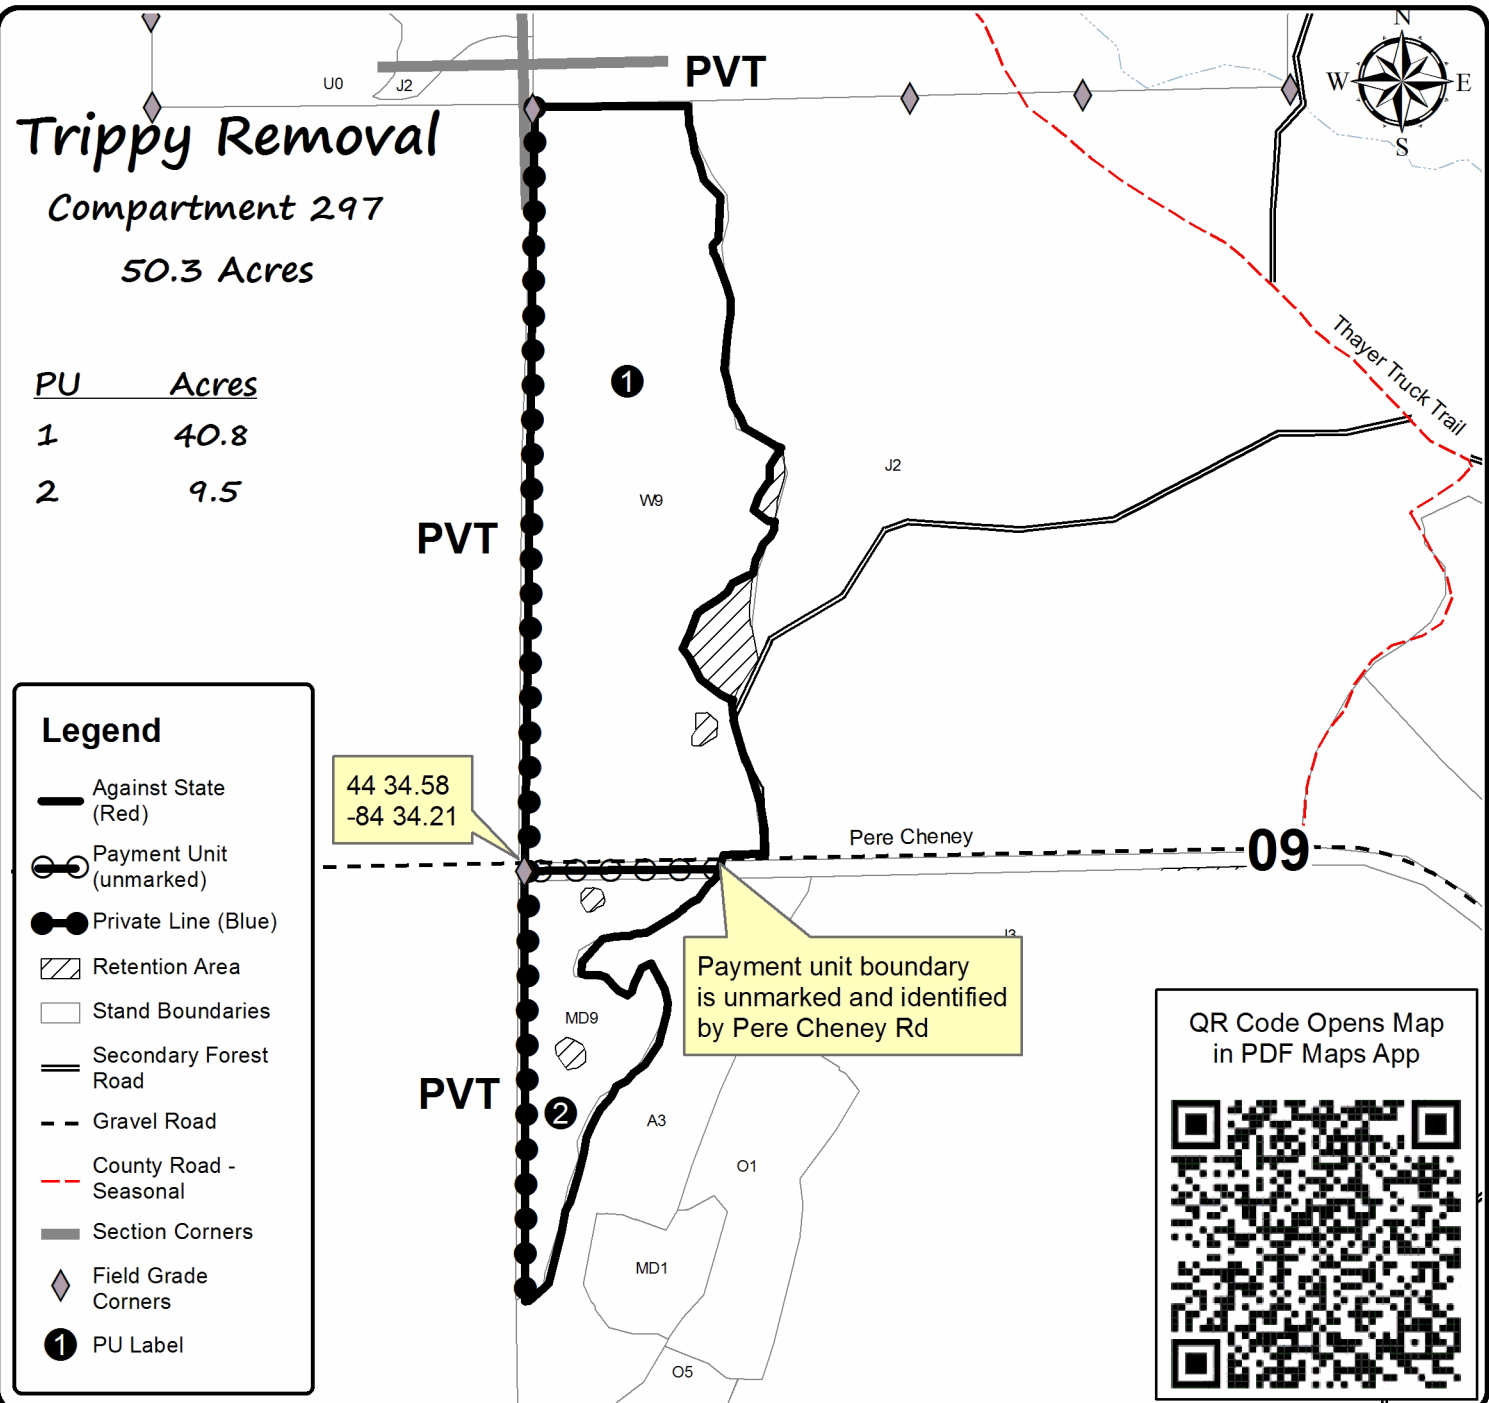 N
W
E
S
PVT
U0
J2
Trippy Removal
Compartment 297
50.3 Acres
PU Acres
1 40.8
2 9.5
1
Thayer Truck Trail
J2
W9
PVT
Legend
Against State
(Red)
Payment Unit
(unmarked)
Private Line (Blue)
Retention Area
Stand Boundaries
Secondary Forest
Road
Gravel Road
County Road -
Seasonal
Section Corners
Field Grade
Corners
1 PU Label
44 34.58
-84 34.21
Pere Cheney
09
Payment unit boundary
is unmarked and identified
by Pere Cheney Rd
MD9
PVT
2
A3
O1
MD1
O5
QR Code Opens Map
in PDF Maps App